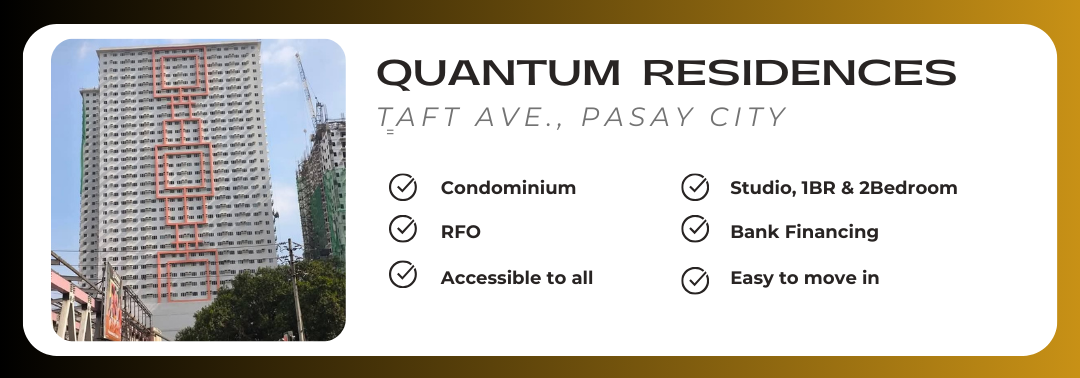 QUANTUM RESIDENCES
TAFT AVE., PASAY CITY
=
Condominium
Studio, 1BR & 2Bedroom
RFO
Bank Financing
Accessible to all
Easy to move in